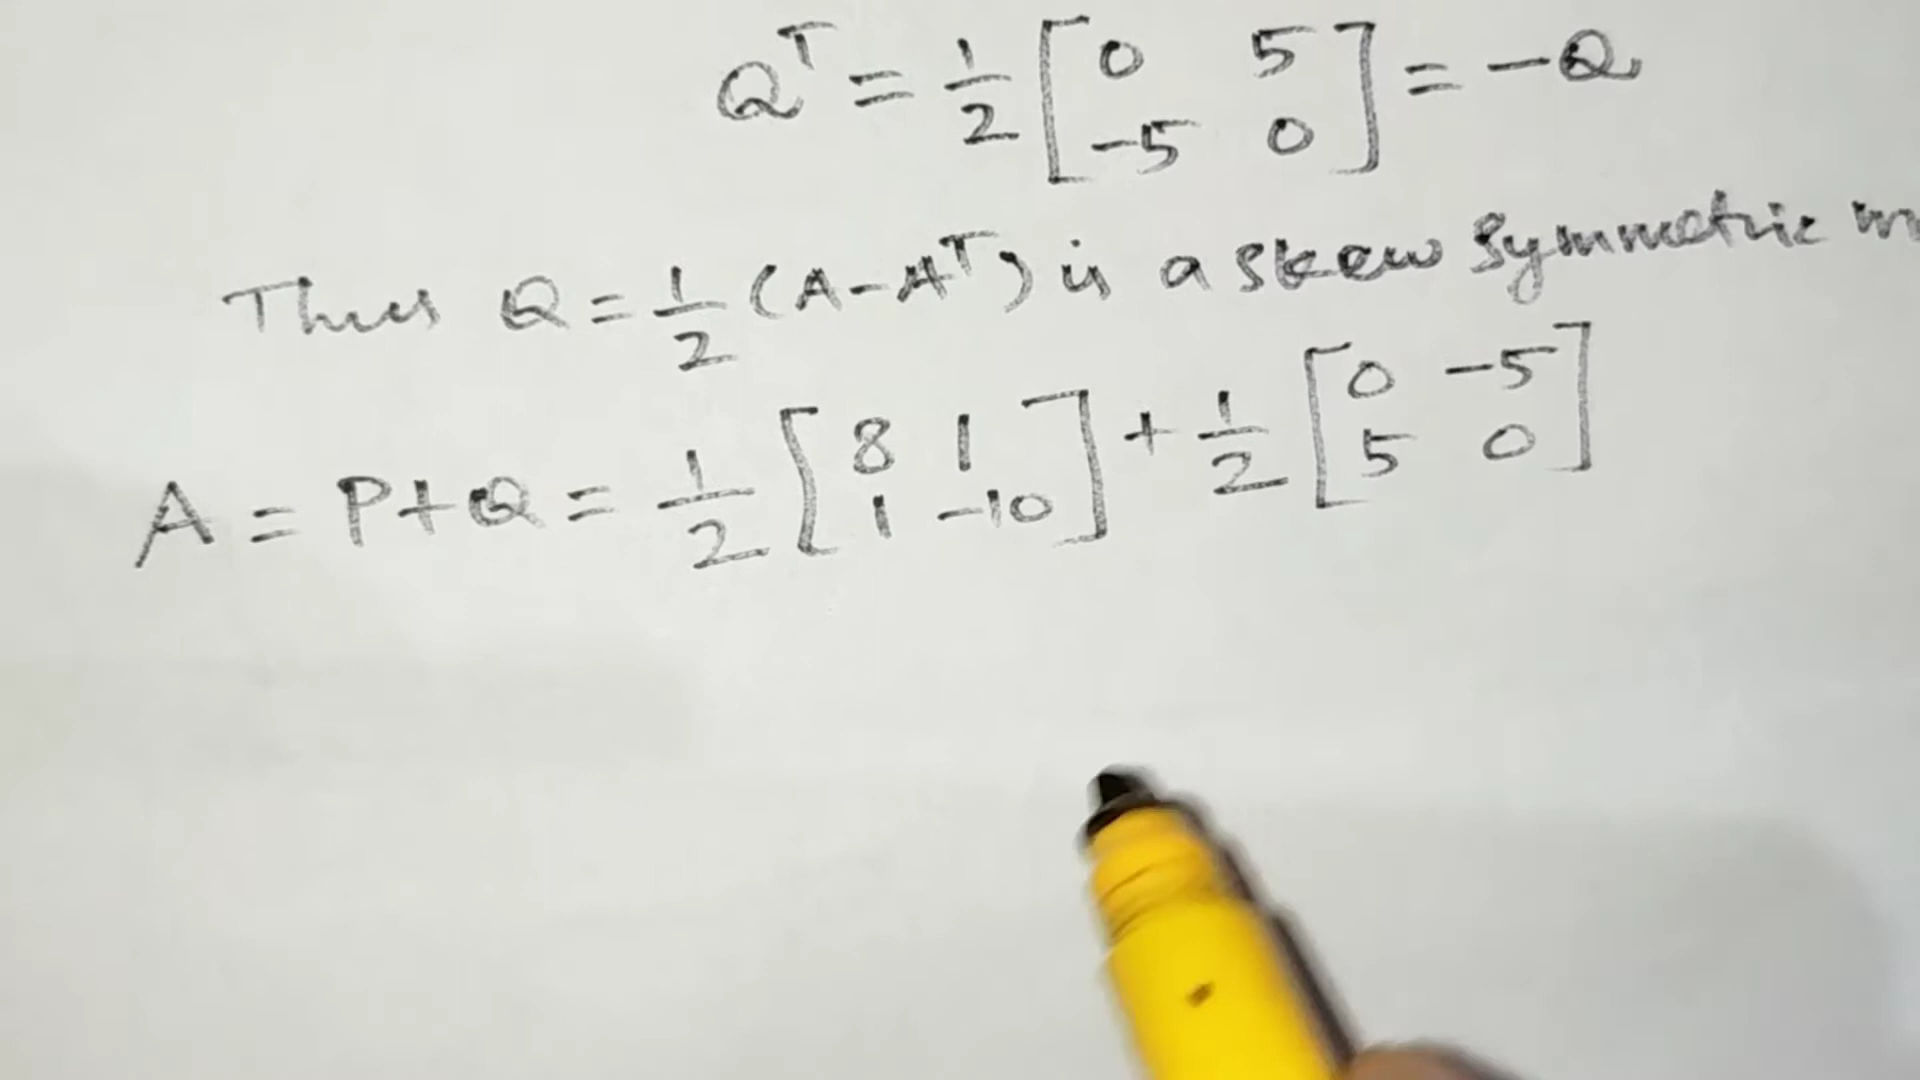 Qᵀ = 1/2 [0 5; -5 0] = -Q
Thus Q = 1/2 (A - Aᵀ) is a skew symmetric
A = P + Q = 1/2 [8 1; 1 -10] + 1/2 [0 -5; 5 0]